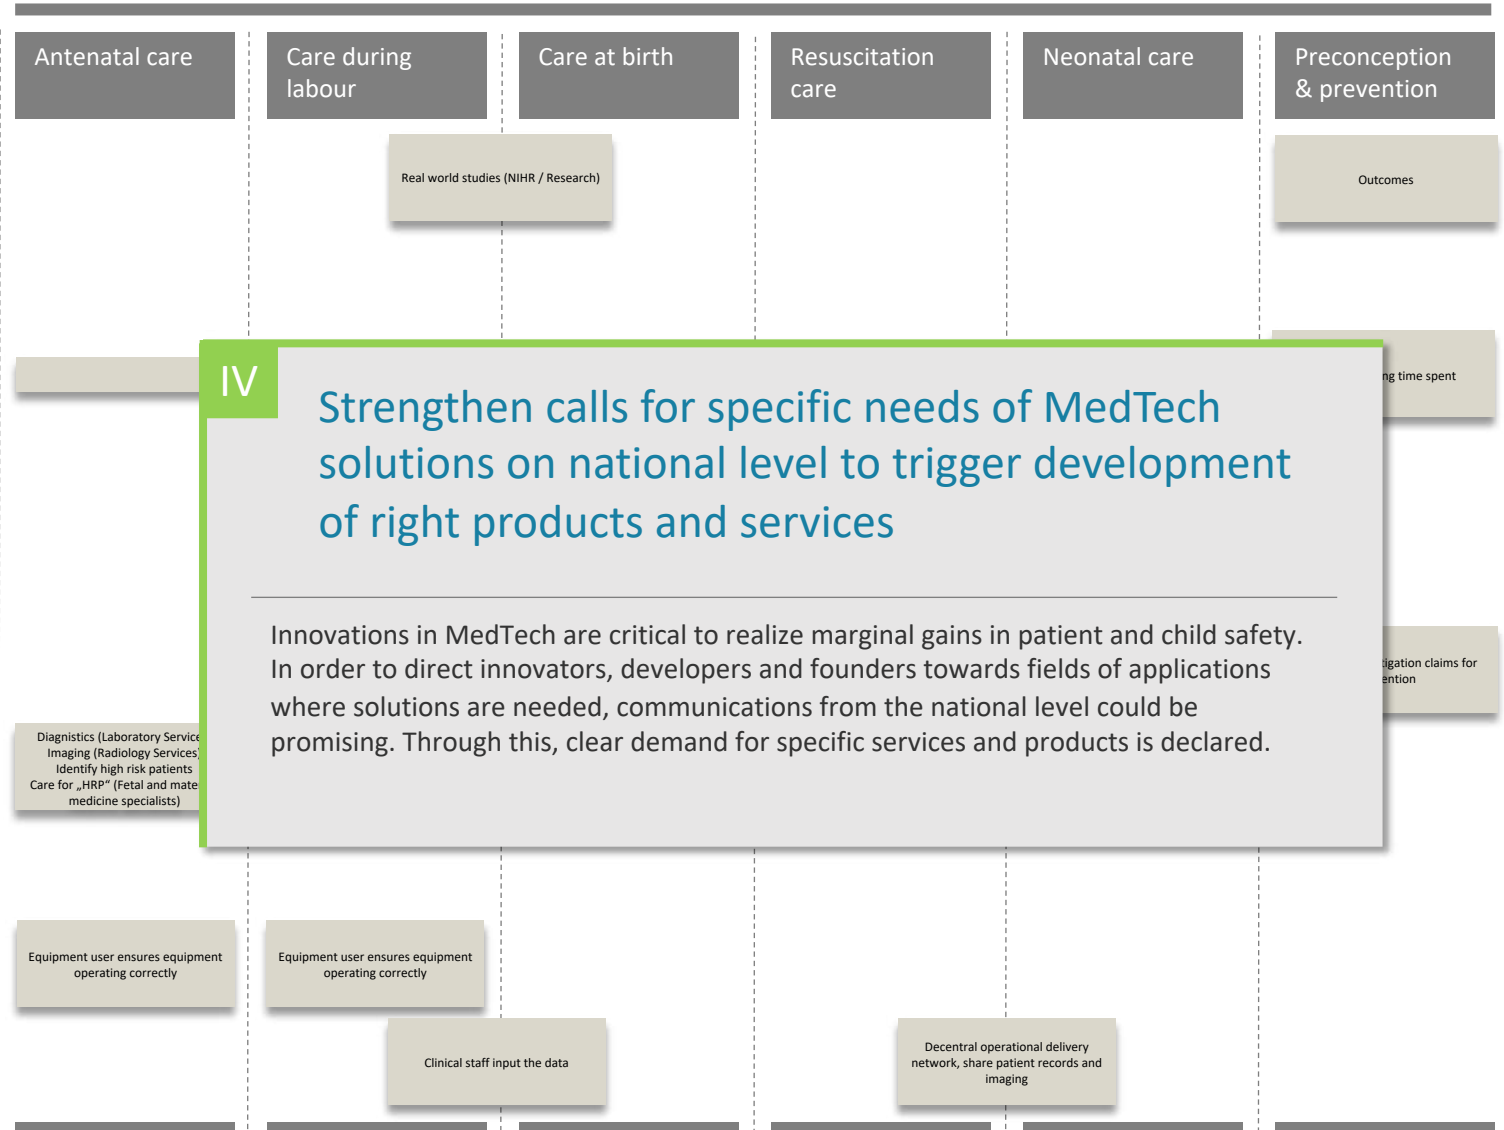 Antenatal care
Care during
labour
Care at birth
Resuscitation
care
Neonatal care
Preconception
& prevention
Real world studies (NIHR / Research)
Outcomes
IV
Strengthen calls for specific needs of MedTech
solutions on national level to trigger development
of right products and services
time spent
Innovations in MedTech are critical to realize marginal gains in patient and child safety.
In order to direct innovators, developers and founders towards fields of applications
where solutions are needed, communications from the national level could be
promising. Through this, clear demand for specific services and products is declared.
claims for
Diagnistics (Laboratory
Imaging (Radiology Services)
Identify high risk patients
Care for „HRP“ (Fetal and
medicine specialists)
Equipment user ensures equipment
operating correctly
Equipment user ensures equipment
operating correctly
Clinical staff input the data
Decentral operational delivery
network, share patient records and
imaging